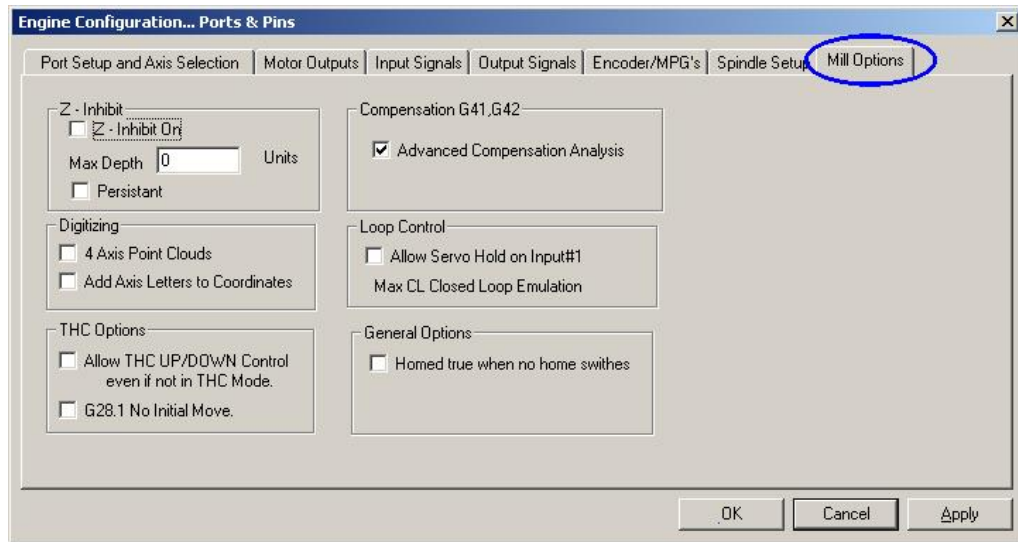 Engine Configuration... Ports & Pins
Port Setup and Axis Selection
Motor Outputs
Input Signals
Output Signals
Encoder/MPG's
Spindle Setup
Mill Options
Z - Inhibit
Z - Inhibit On
Max Depth 0 Units
Persistant
Compensation G41,G42
Advanced Compensation Analysis
Digitizing
4 Axis Point Clouds
Add Axis Letters to Coordinates
Loop Control
Allow Servo Hold on Input#1
Max CL Closed Loop Emulation
THC Options
Allow THC UP/DOWN Control
even if not in THC Mode.
G28.1 No Initial Move.
General Options
Homed true when no home swithes
OK
Cancel
Apply